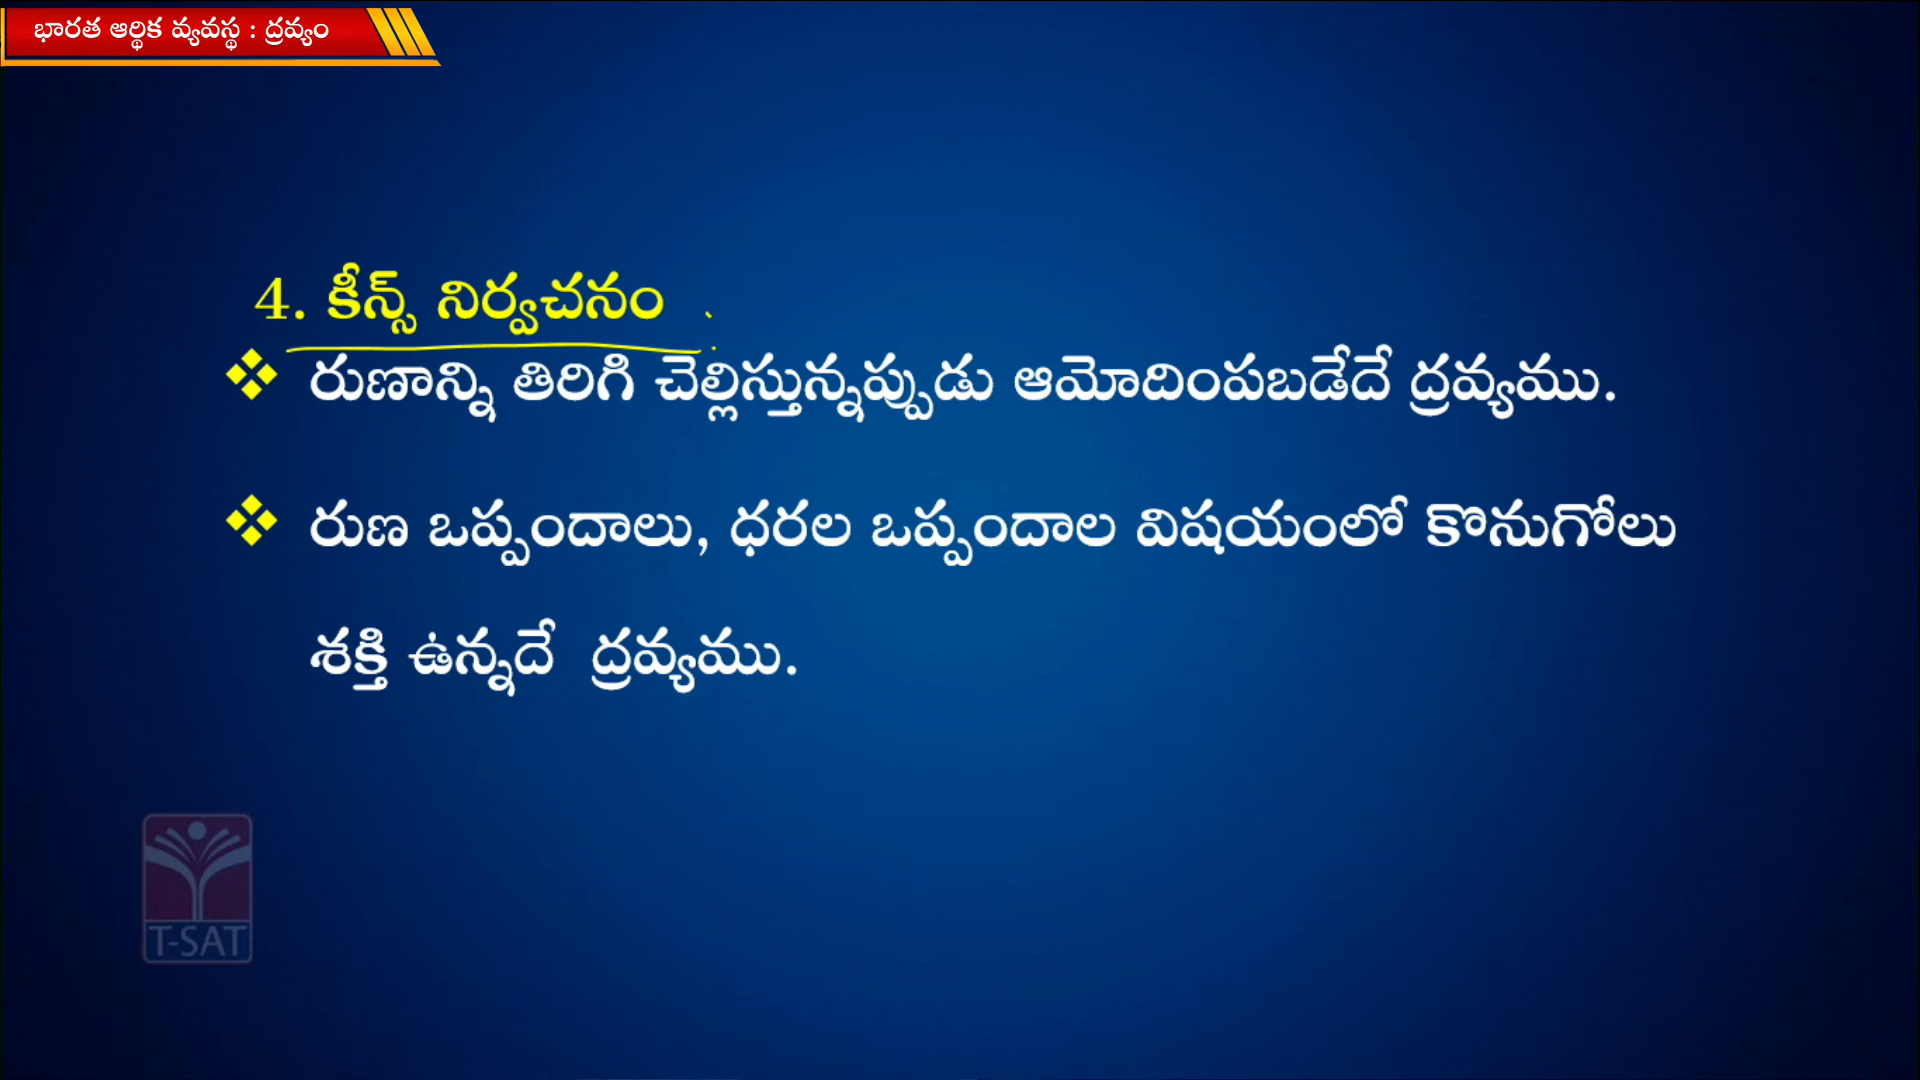 భారత ఆర్థిక వ్యవస్థ : ద్రవ్యం
4. కీన్స్ నిర్వచనం
❖ రుణాన్ని తిరిగి చెల్లిస్తున్నప్పుడు ఆమోదింపబడేదే ద్రవ్యము.
❖ రుణ ఒప్పందాలు, ధరల ఒప్పందాల విషయంలో కొనుగోలు
శక్తి ఉన్నదే ద్రవ్యము.
T-SAT